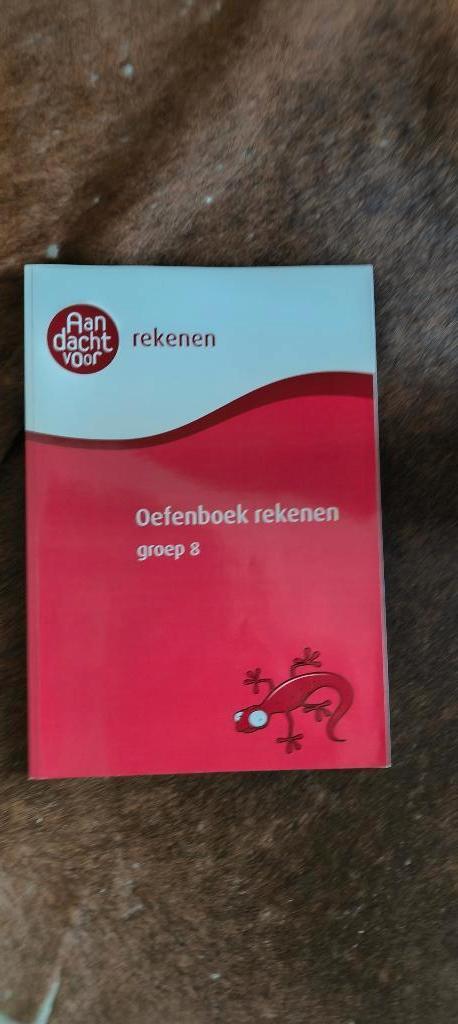 Aan
dacht
voor
rekenen
Oefenboek rekenen
groep 8